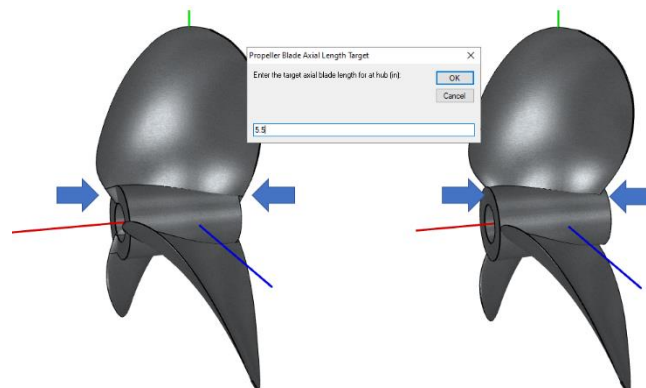 Propeller Blade Axial Length Target
Enter the target axial blade length for at hub (in):
OK
Cancel
5.5